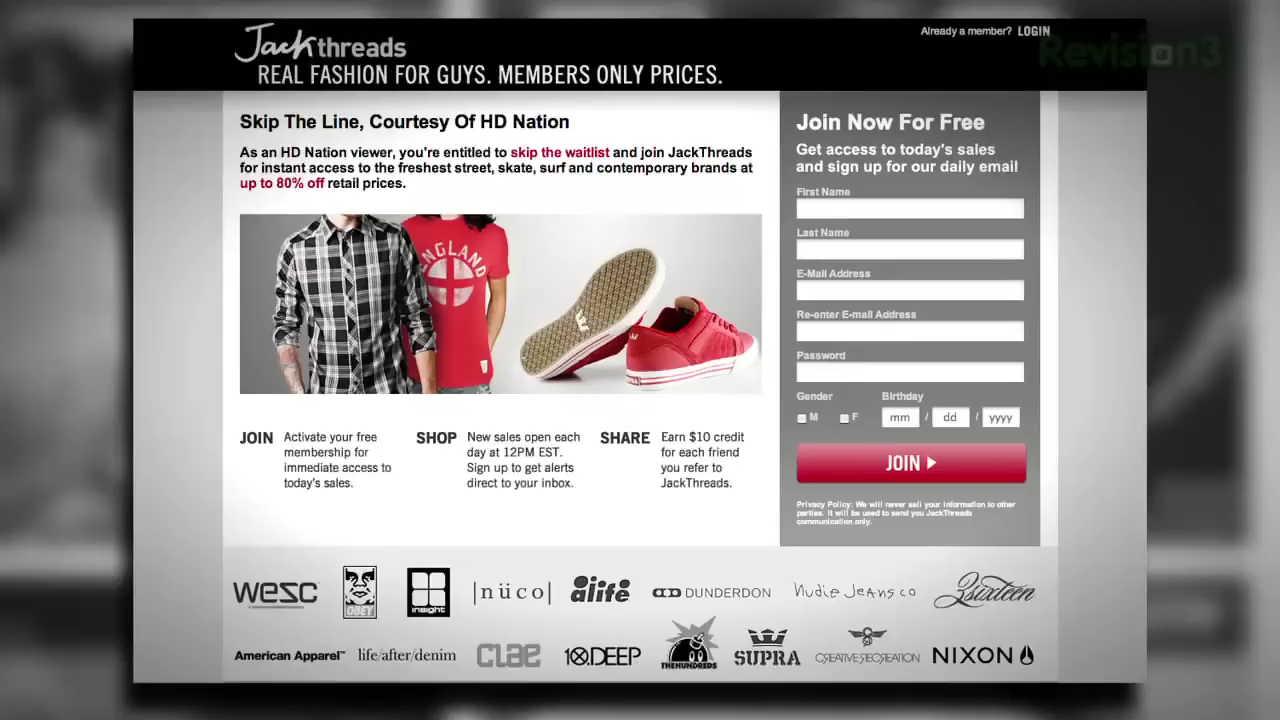 Jackthreads
REAL FASHION FOR GUYS. MEMBERS ONLY PRICES.
Already a member? LOGIN
Revision3
Skip The Line, Courtesy Of HD Nation
As an HD Nation viewer, you're entitled to skip the waitlist and join JackThreads
for instant access to the freshest street, skate, surf and contemporary brands at
up to 80% off retail prices.
ENGLAND
JOIN
Activate your free
membership for
immediate access to
today's sales.
SHOP
New sales open each
day at 12PM EST.
Sign up to get alerts
direct to your inbox.
SHARE
Earn $10 credit
for each friend
you refer to
JackThreads.
Join Now For Free
Get access to today's sales
and sign up for our daily email
First Name
Last Name
E-Mail Address
Re-enter E-mail Address
Password
Gender
M
F
Birthday
mm / dd / yyyy
JOIN
Privacy Policy: We will never sell your information to other
parties. It will be used to send you JackThreads
communication only.
wesc
OBEY
insight
|nüco|
alife
DUNDERDON
Nudie Jeans co
3sixteen
American Apparel™
life/after/denim
CLAE
10.DEEP
THE HUNDREDS
SUPRA
CREATIVE RECREATION
NIXON